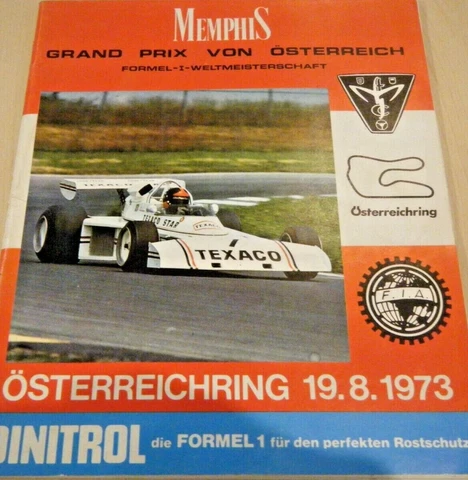 MEMPHIS
GRAND PRIX VON ÖSTERREICH
FORMEL-I-WELTMEISTERSCHAFT
Österreichring
TEXACO
TEXACO STAR
TEXACO
TEXACO
F.I.A.
ÖSTERREICHRING 19.8.1973
DINITROL die FORMEL 1 für den perfekten Rostschutz